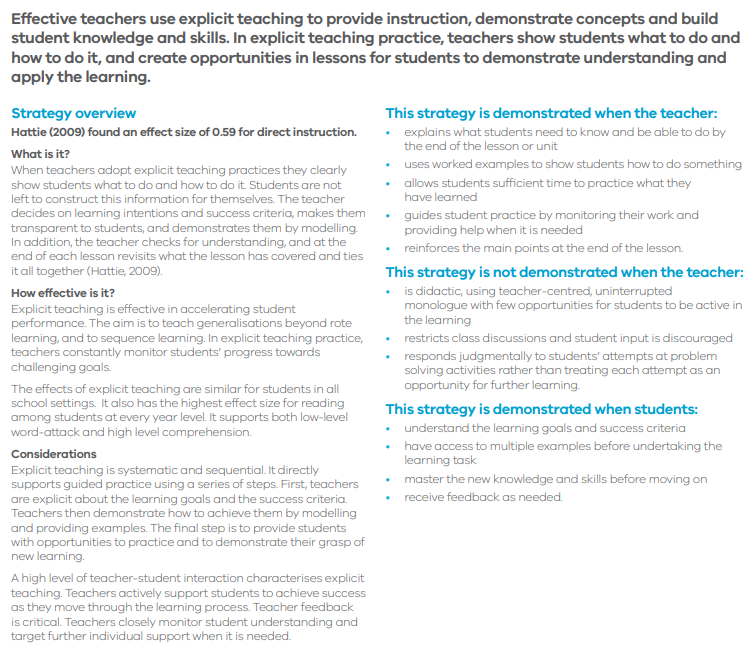 Effective teachers use explicit teaching to provide instruction, demonstrate concepts and build
student knowledge and skills. In explicit teaching practice, teachers show students what to do and
how to do it, and create opportunities in lessons for students to demonstrate understanding and
apply the learning.
Strategy overview
Hattie (2009) found an effect size of 0.59 for direct instruction.
What is it?
When teachers adopt explicit teaching practices they clearly
show students what to do and how to do it. Students are not
left to construct this information for themselves. The teacher
decides on learning intentions and success criteria, makes them
transparent to students, and demonstrates them by modelling.
In addition, the teacher checks for understanding, and at the
end of each lesson revisits what the lesson has covered and ties
it all together (Hattie, 2009).
How effective is it?
Explicit teaching is effective in accelerating student
performance. The aim is to teach generalisations beyond rote
learning, and to sequence learning. In explicit teaching practice,
teachers constantly monitor students' progress towards
challenging goals.
The effects of explicit teaching are similar for students in all
school settings. It also has the highest effect size for reading
among students at every year level. It supports both low-level
word-attack and high level comprehension.
Considerations
Explicit teaching is systematic and sequential. It directly
supports guided practice using a series of steps. First, teachers
are explicit about the learning goals and the success criteria.
Teachers then demonstrate how to achieve them by modelling
and providing examples. The final step is to provide students
with opportunities to practice and to demonstrate their grasp of
new learning.
A high level of teacher-student interaction characterises explicit
teaching. Teachers actively support students to achieve success
as they move through the learning process. Teacher feedback
is critical. Teachers closely monitor student understanding and
target further individual support when it is needed.
This strategy is demonstrated when the teacher:
• explains what students need to know and be able to do by
the end of the lesson or unit
• uses worked examples to show students how to do something
• allows students sufficient time to practice what they
have learned
• guides student practice by monitoring their work and
providing help when it is needed
• reinforces the main points at the end of the lesson.
This strategy is not demonstrated when the teacher:
• is didactic, using teacher-centred, uninterrupted
monologue with few opportunities for students to be active in
the learning
• restricts class discussions and student input is discouraged
• responds judgmentally to students' attempts at problem
solving activities rather than treating each attempt as an
opportunity for further learning.
This strategy is demonstrated when students:
• understand the learning goals and success criteria
• have access to multiple examples before undertaking the
learning task
• master the new knowledge and skills before moving on
• receive feedback as needed.